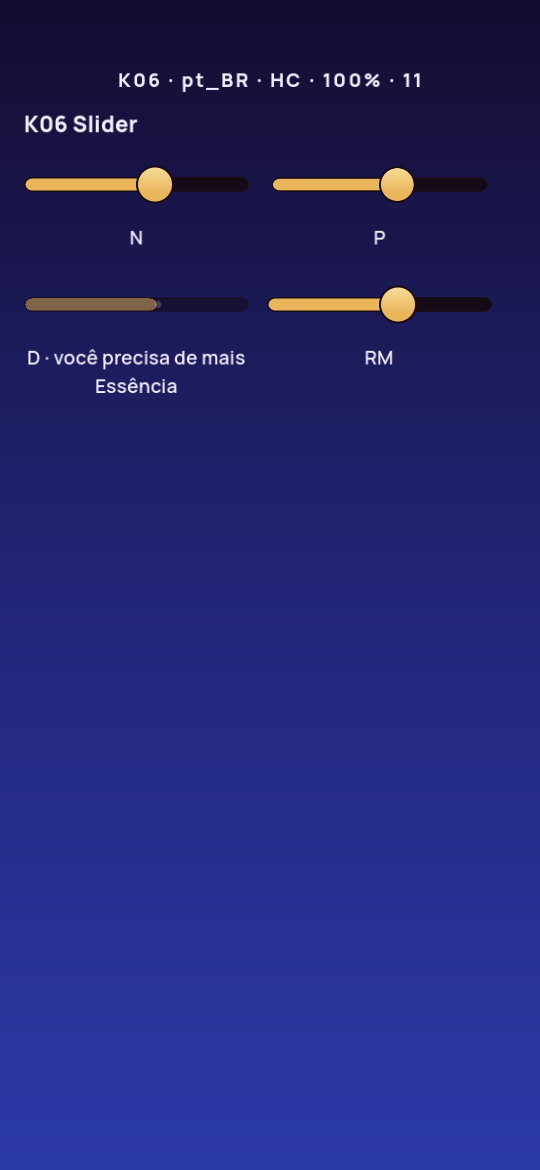 K06 · pt_BR · HC · 100% · 11
K06 Slider
N
P
D · você precisa de mais
Essência
RM